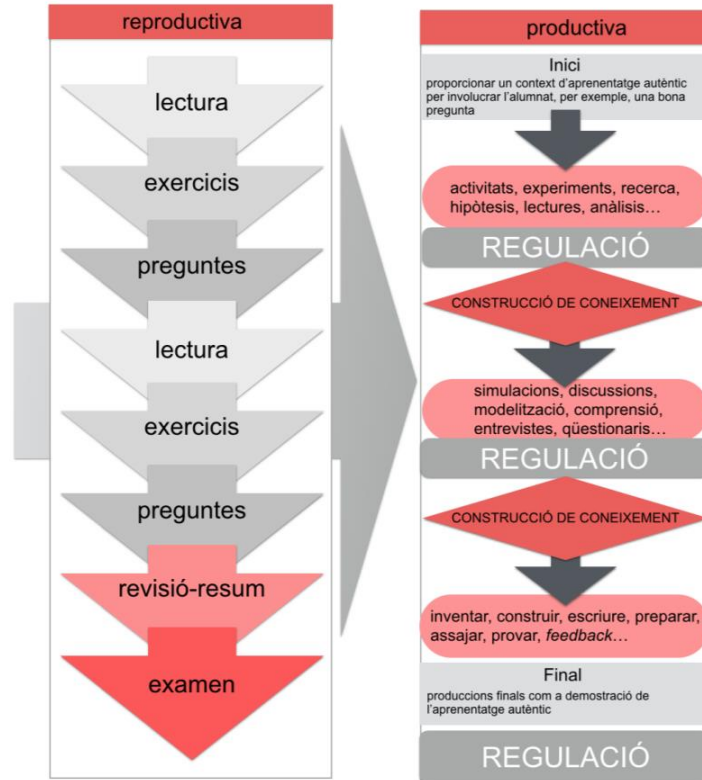 reproductiva
lectura
exercicis
preguntes
lectura
exercicis
preguntes
revisió-resum
examen
productiva
Inici
proporcionar un context d’aprenentatge autèntic
per involucrar l’alumnat, per exemple, una bona
pregunta
activitats, experiments, recerca,
hipòtesis, lectures, anàlisis…
REGULACIÓ
CONSTRUCCIÓ DE CONEIXEMENT
simulacions, discussions,
modelització, comprensió,
entrevistes, qüestionaris…
REGULACIÓ
CONSTRUCCIÓ DE CONEIXEMENT
inventar, construir, escriure, preparar,
assajar, provar, feedback…
Final
produccions finals com a demostració de
l’aprenentatge autèntic
REGULACIÓ